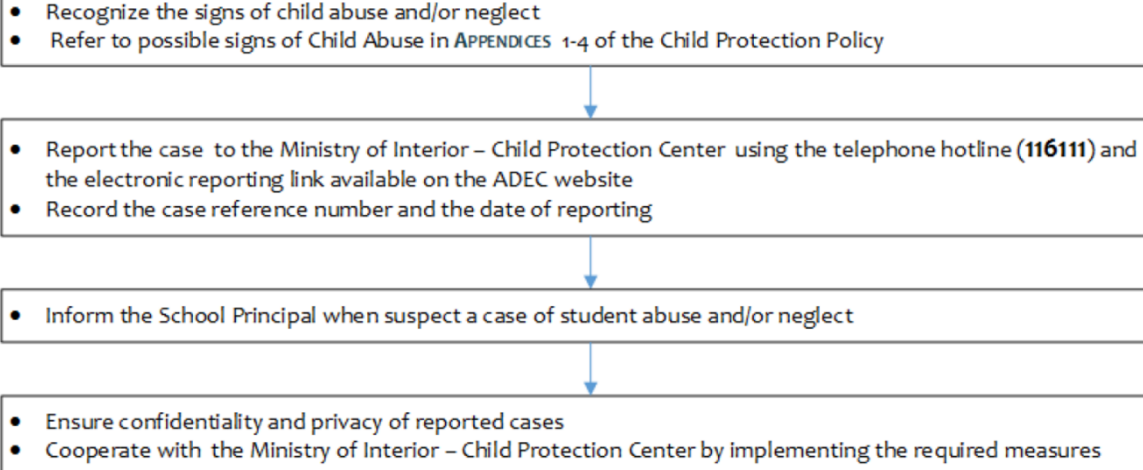 • Recognize the signs of child abuse and/or neglect
• Refer to possible signs of Child Abuse in APPENDICES 1-4 of the Child Protection Policy
• Report the case to the Ministry of Interior – Child Protection Center using the telephone hotline (116111) and
the electronic reporting link available on the ADEC website
• Record the case reference number and the date of reporting
• Inform the School Principal when suspect a case of student abuse and/or neglect
• Ensure confidentiality and privacy of reported cases
• Cooperate with the Ministry of Interior – Child Protection Center by implementing the required measures